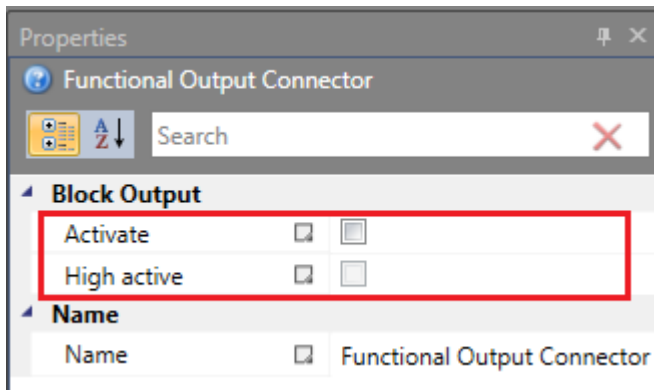 Properties
Functional Output Connector
A
Z
Search
Block Output
Activate
High active
Name
Name Functional Output Connector